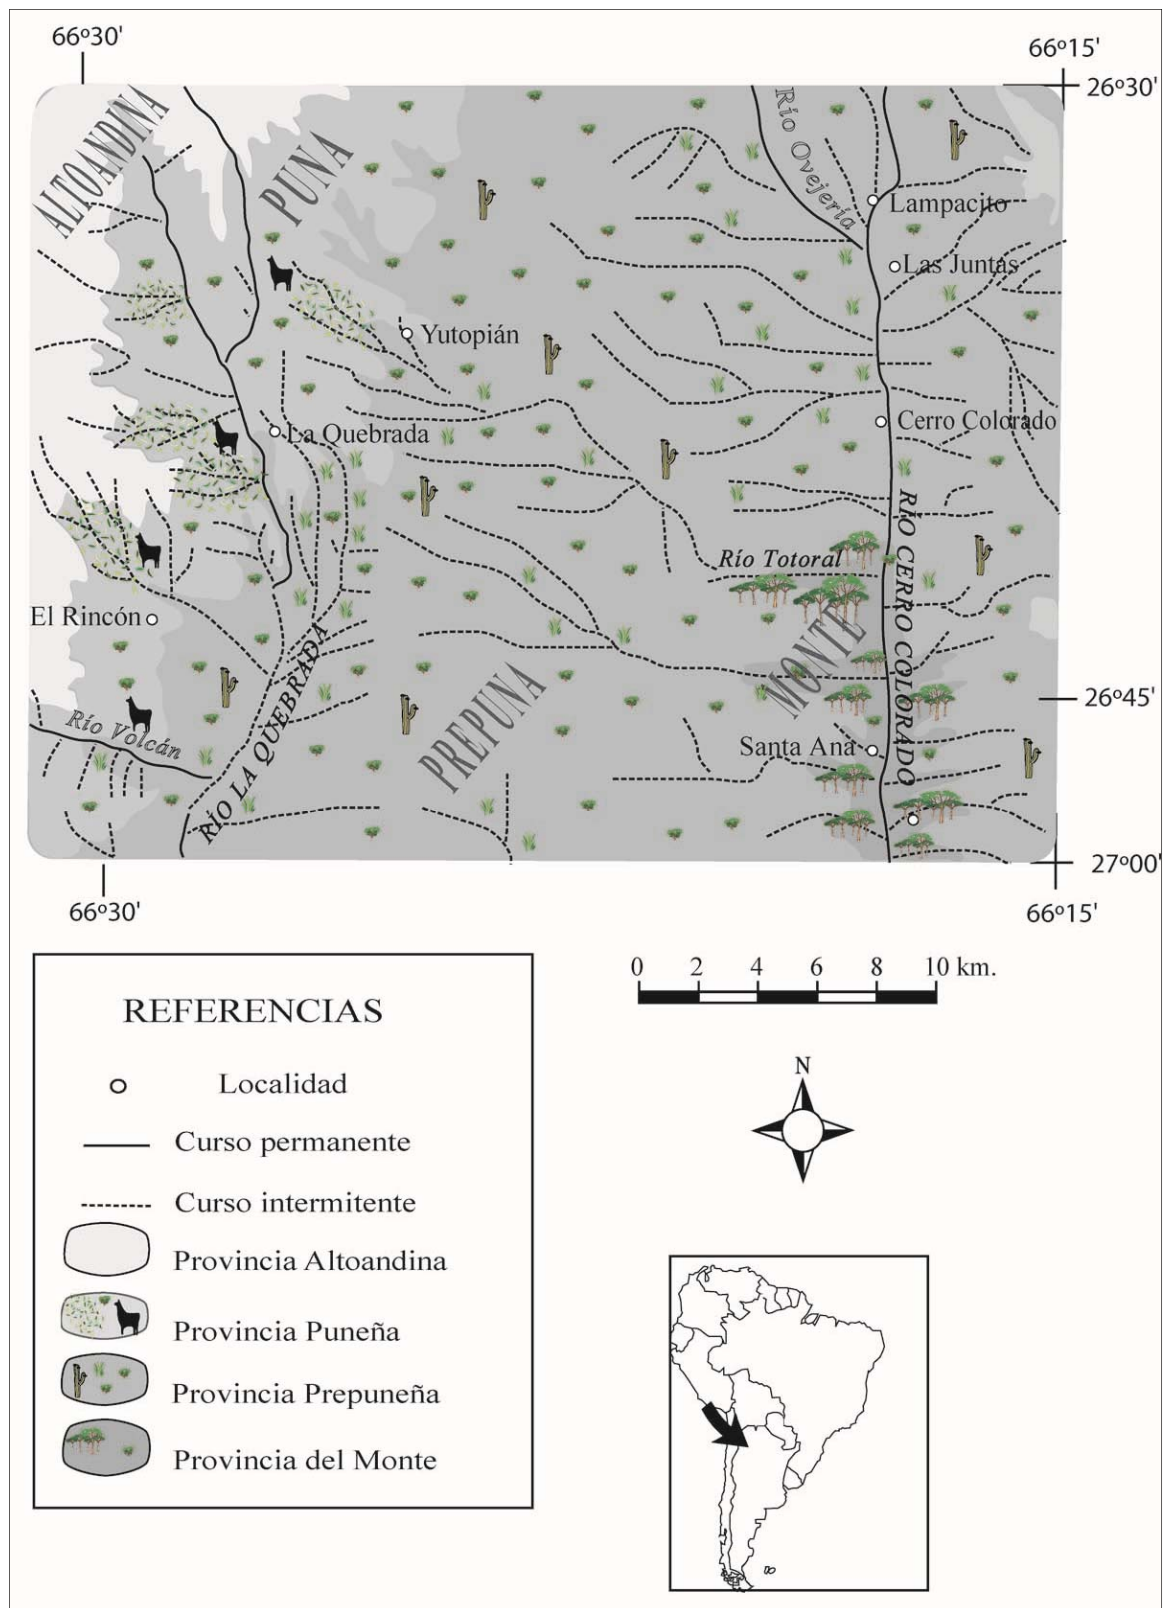 66º30'
66º15'
26º30'
ALTOANDINA
PUNA
Río Ovejería
Lampacito
Las Juntas
Yutopián
La Quebrada
Cerro Colorado
Río Totoral
RÍO CERRO COLORADO
El Rincón
MONTE
PREPUNA
RÍO LA QUEBRADA
26º45'
Río Volcán
Santa Ana
27º00'
66º30'
66º15'
REFERENCIAS
Localidad
Curso permanente
Curso intermitente
Provincia Altoandina
Provincia Puneña
Provincia Prepuneña
Provincia del Monte
0 2 4 6 8 10 km.
N